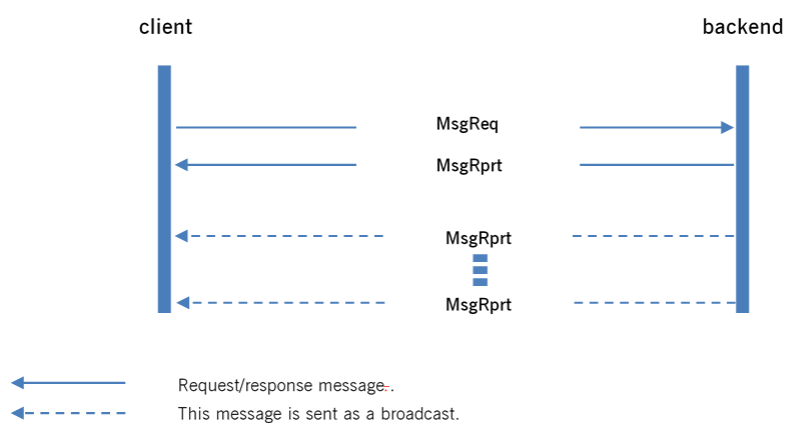 client
backend
MsgReq
MsgRprt
MsgRprt
MsgRprt
Request/response message..
This message is sent as a broadcast.